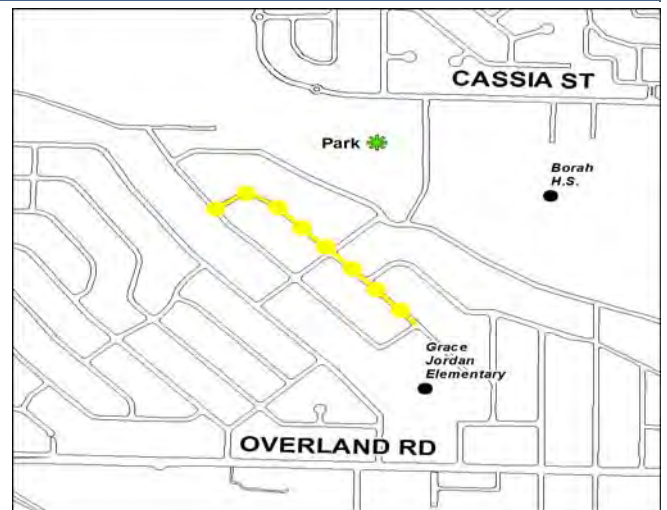 CASSIA ST
Park
Borah
H.S.
Grace
Jordan
Elementary
OVERLAND RD